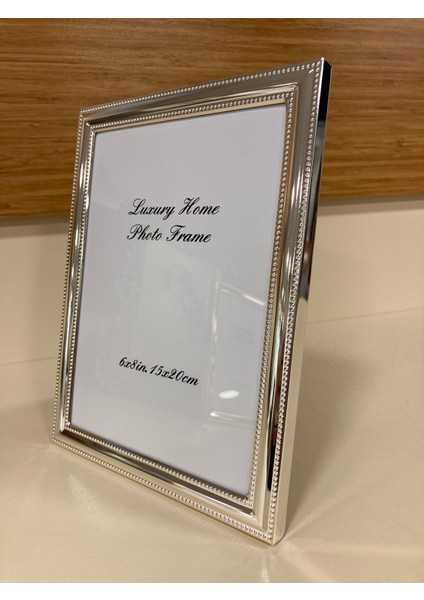 Luxury Home
Photo Frame
6x8in. 15x20cm